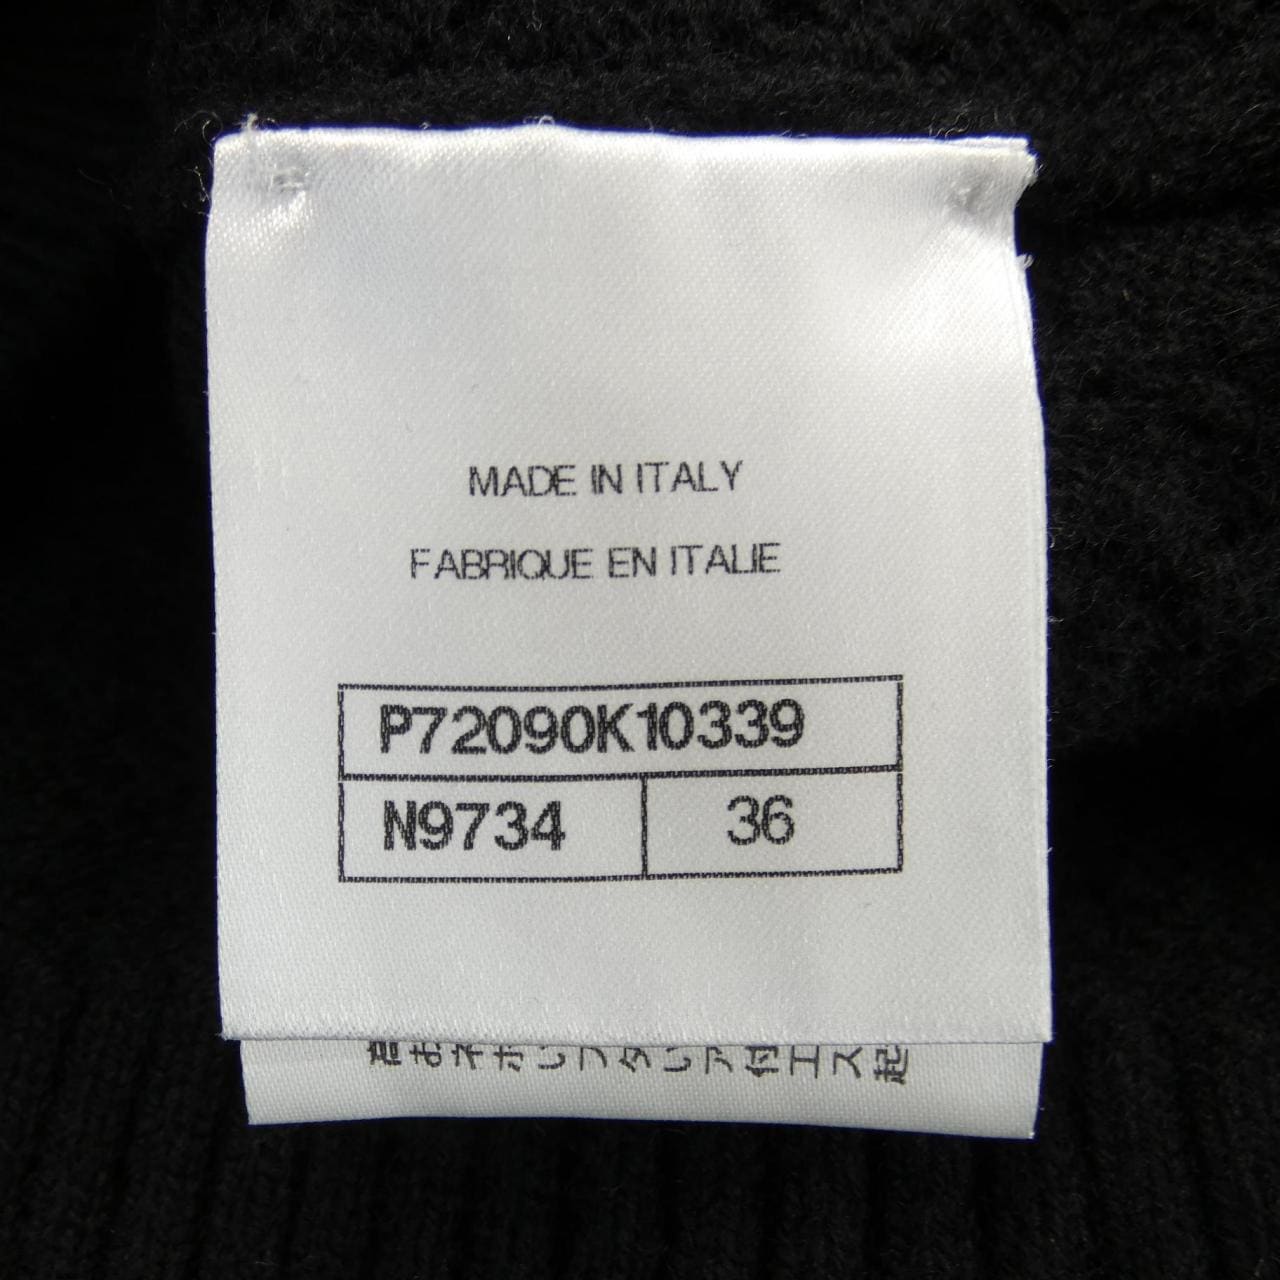 MADE IN ITALY
FABRIQUE EN ITALIE
P72090K10339
N9734 36